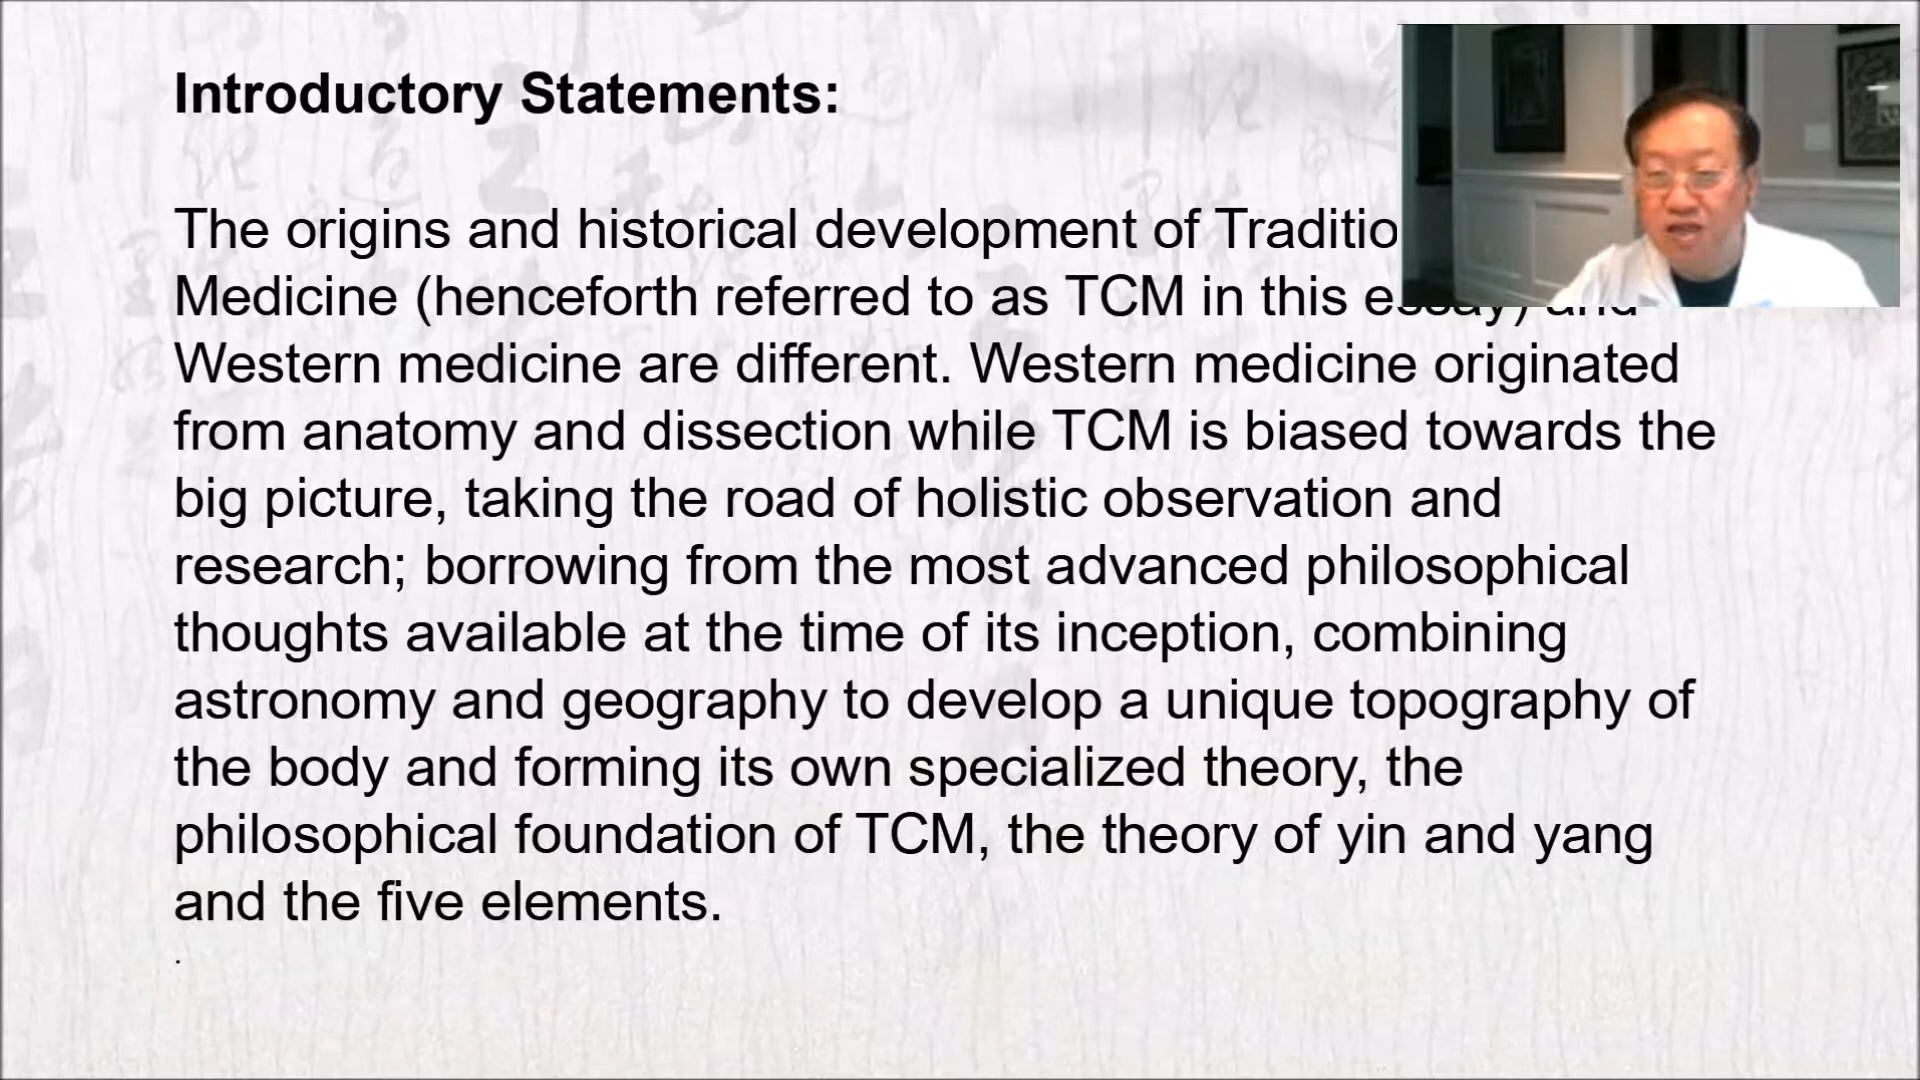 Introductory Statements:
The origins and historical development of Traditio
Medicine (henceforth referred to as TCM in this essay) and
Western medicine are different. Western medicine originated
from anatomy and dissection while TCM is biased towards the
big picture, taking the road of holistic observation and
research; borrowing from the most advanced philosophical
thoughts available at the time of its inception, combining
astronomy and geography to develop a unique topography of
the body and forming its own specialized theory, the
philosophical foundation of TCM, the theory of yin and yang
and the five elements.
.